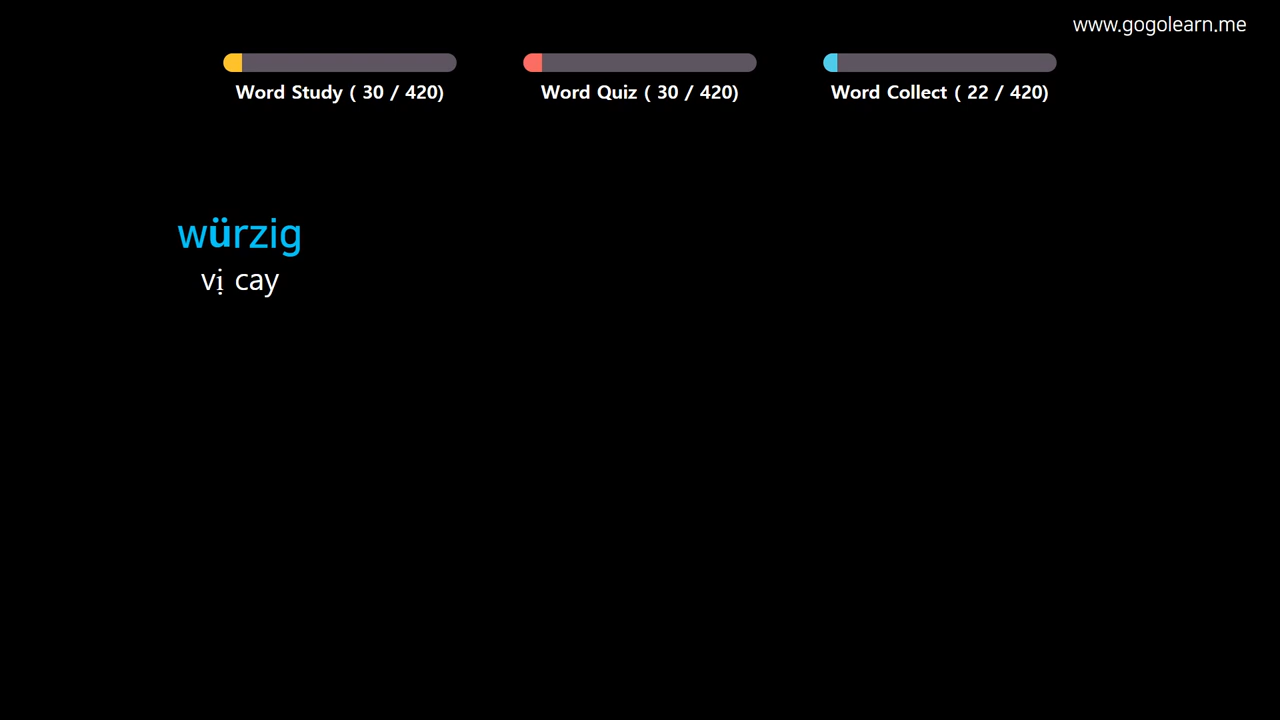 www.gogolearn.me
Word Study ( 30 / 420)
Word Quiz ( 30 / 420)
Word Collect ( 22 / 420)
würzig
vị cay